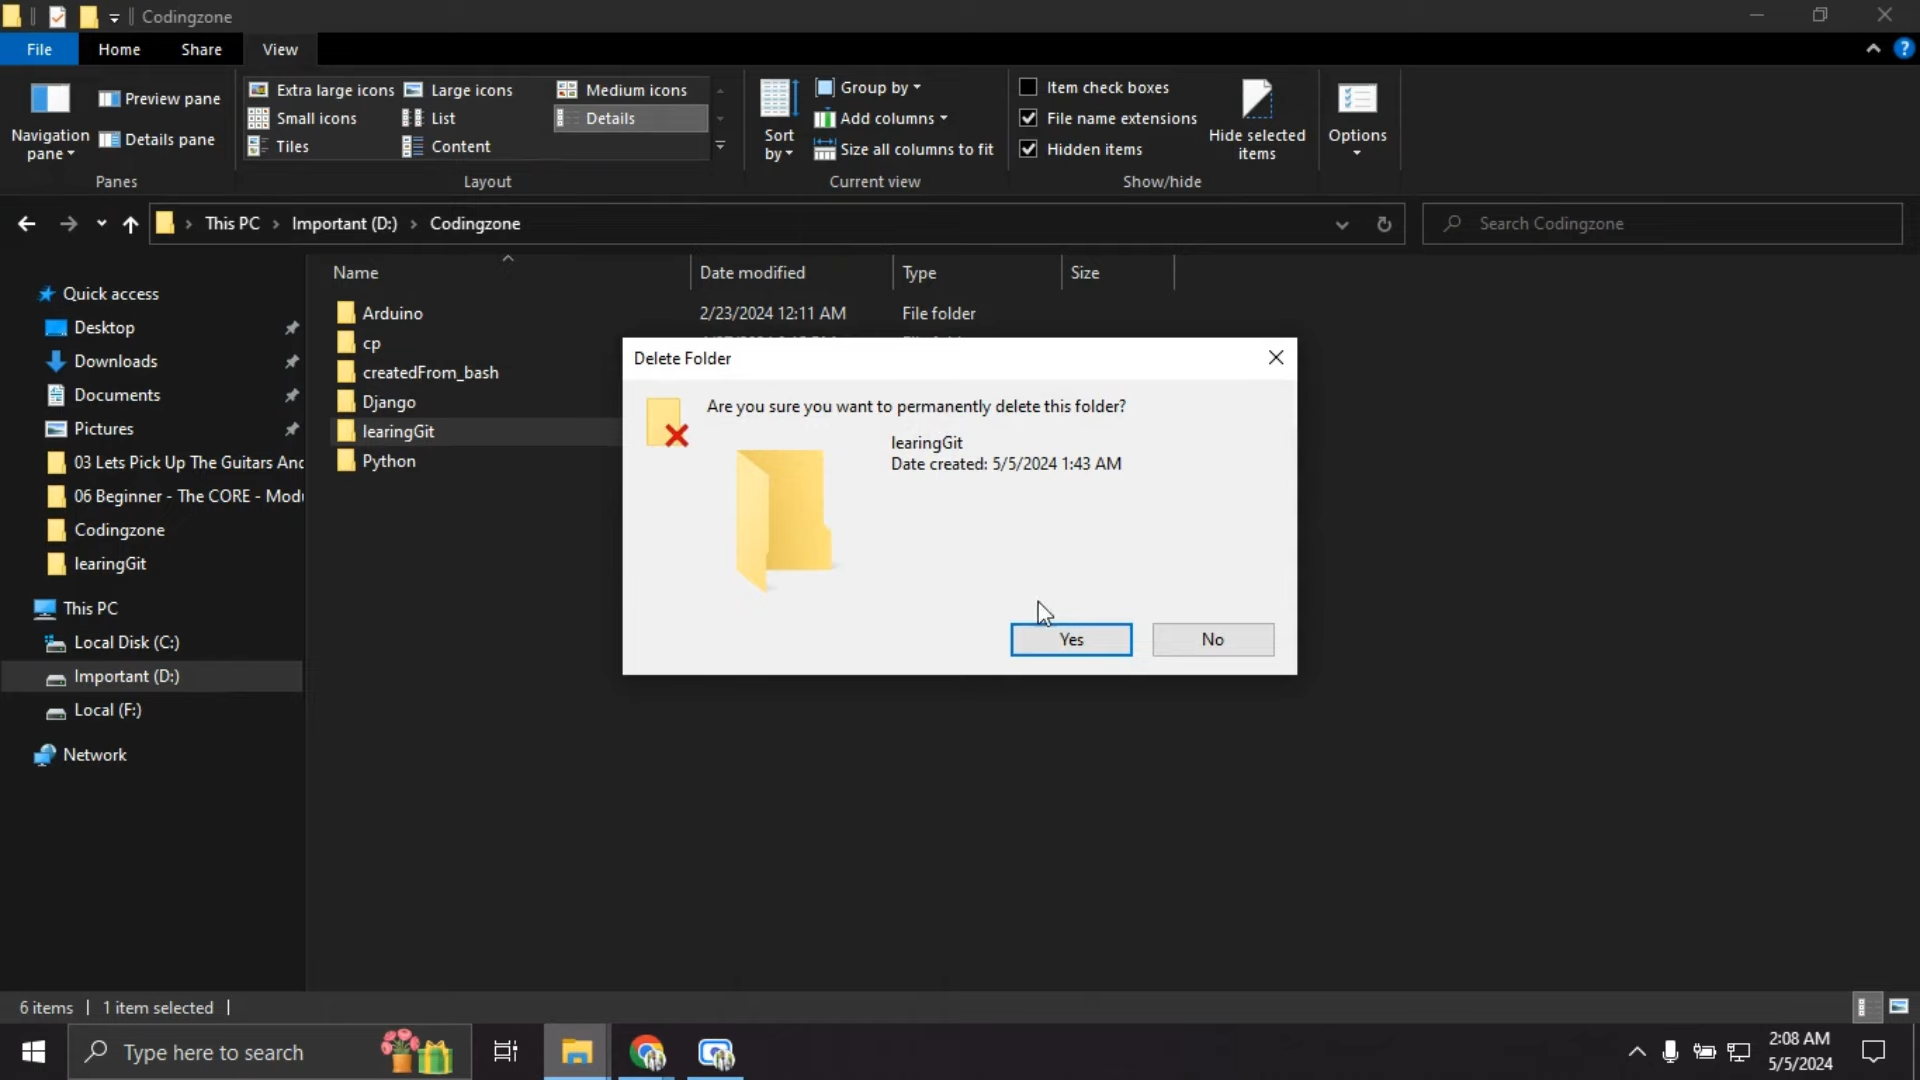 Codingzone
File Home Share View
Navigation pane
Preview pane
Details pane
Panes
Extra large icons Large icons Medium icons
Small icons List Details
Tiles Content
Layout
Sort by
Group by
Add columns
Size all columns to fit
Current view
Item check boxes
File name extensions
Hidden items
Hide selected items
Show/hide
Options
This PC › Important (D:) › Codingzone
Search Codingzone
Quick access
Desktop
Downloads
Documents
Pictures
03 Lets Pick Up The Guitars And
06 Beginner - The CORE - Modu
Codingzone
learingGit
This PC
Local Disk (C:)
Important (D:)
Local (F:)
Network
Name Date modified Type Size
Arduino 2/23/2024 12:11 AM File folder
cp
createdFrom_bash
Django
learingGit
Python
Delete Folder
Are you sure you want to permanently delete this folder?
learingGit
Date created: 5/5/2024 1:43 AM
Yes No
6 items 1 item selected
Type here to search
2:08 AM
5/5/2024